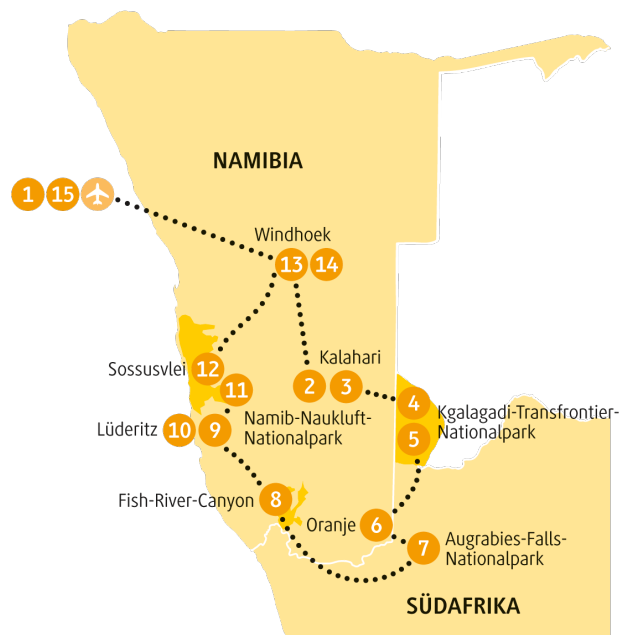 NAMIBIA
1 15
Windhoek
13 14
Kalahari
2 3
Sossusvlei 12
11
4
Kgalagadi-Transfrontier-
Nationalpark
5
Lüderitz 10 9
Namib-Naukluft-
Nationalpark
Fish-River-Canyon 8
Oranje 6
7 Augrabies-Falls-
Nationalpark
SÜDAFRIKA